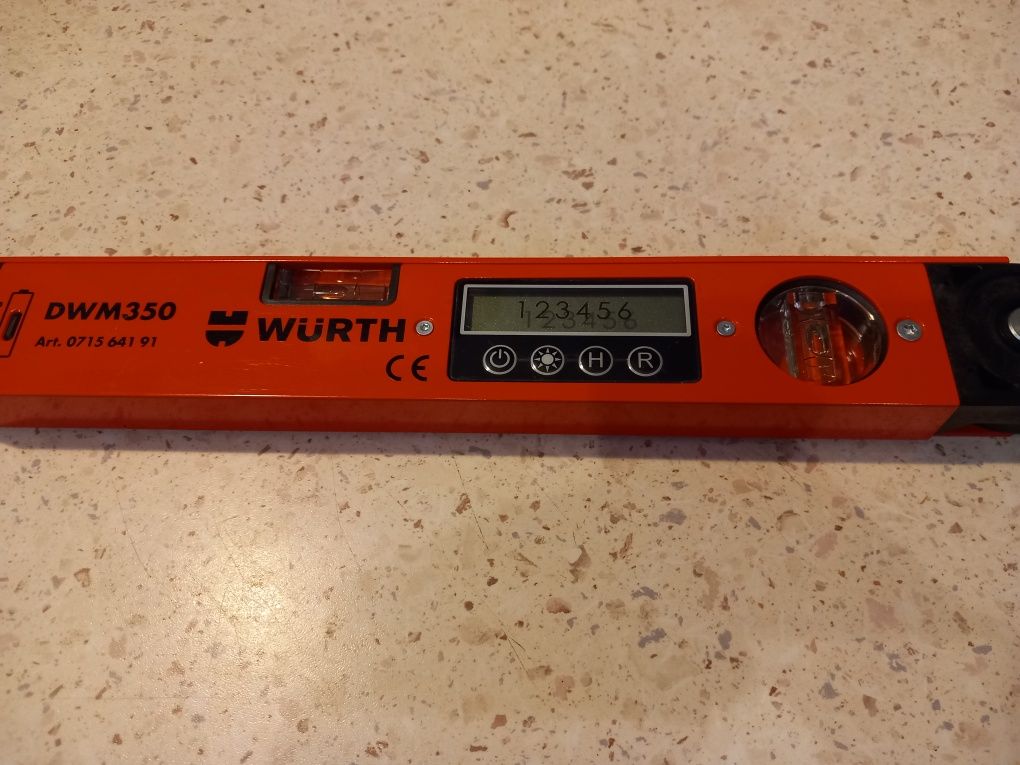 DWM350
Art. 0715 641 91
WÜRTH
CE
123456
H R